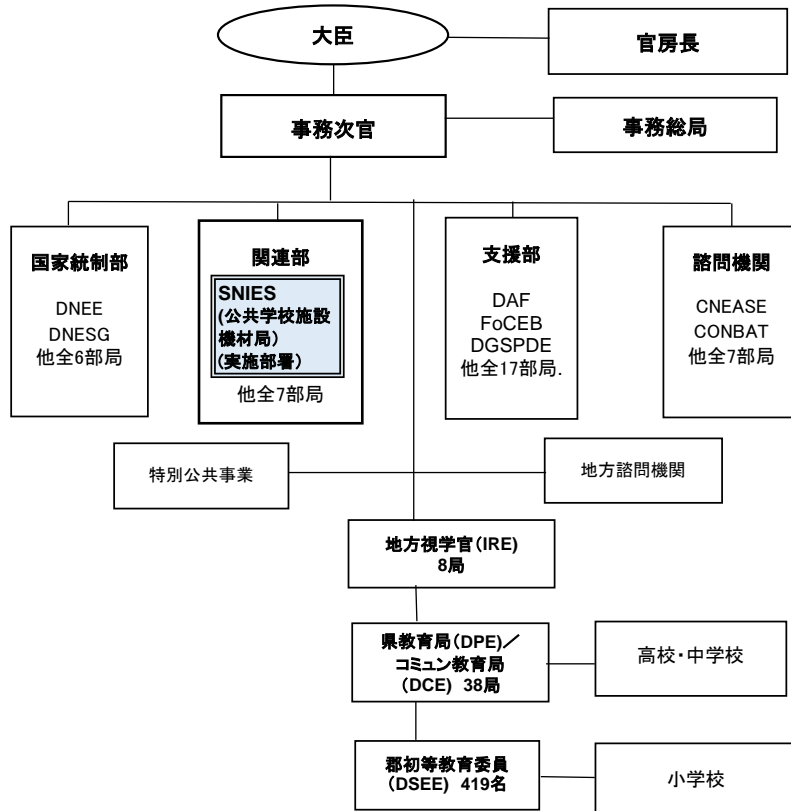 大臣
官房長
事務次官
事務総局
国家統制部
DNEE
DNESG
他全6部局
関連部
SNIES
(公共学校施設
機材局)
(実施部署)
他全7部局
支援部
DAF
FoCEB
DGSPDE
他全17部局.
諮問機関
CNEASE
CONBAT
他全7部局
特別公共事業
地方諮問機関
地方視学官(IRE)
8局
県教育局(DPE)／
コミュン教育局
(DCE) 38局
高校・中学校
郡初等教育委員
(DSEE) 419名
小学校